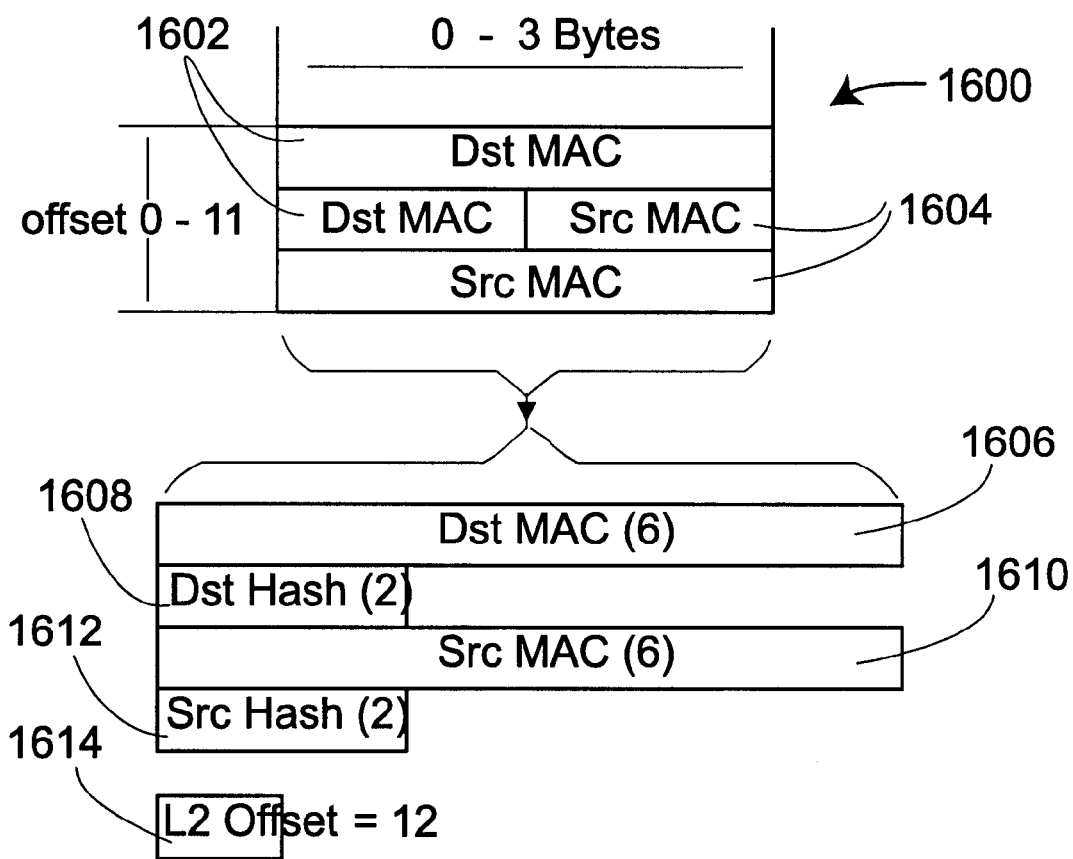 1602
0 - 3 Bytes
1600
Dst MAC
offset 0 - 11
Dst MAC
Src MAC
1604
Src MAC
1606
1608
Dst MAC (6)
Dst Hash (2)
1610
1612
Src MAC (6)
Src Hash (2)
1614
L2 Offset = 12